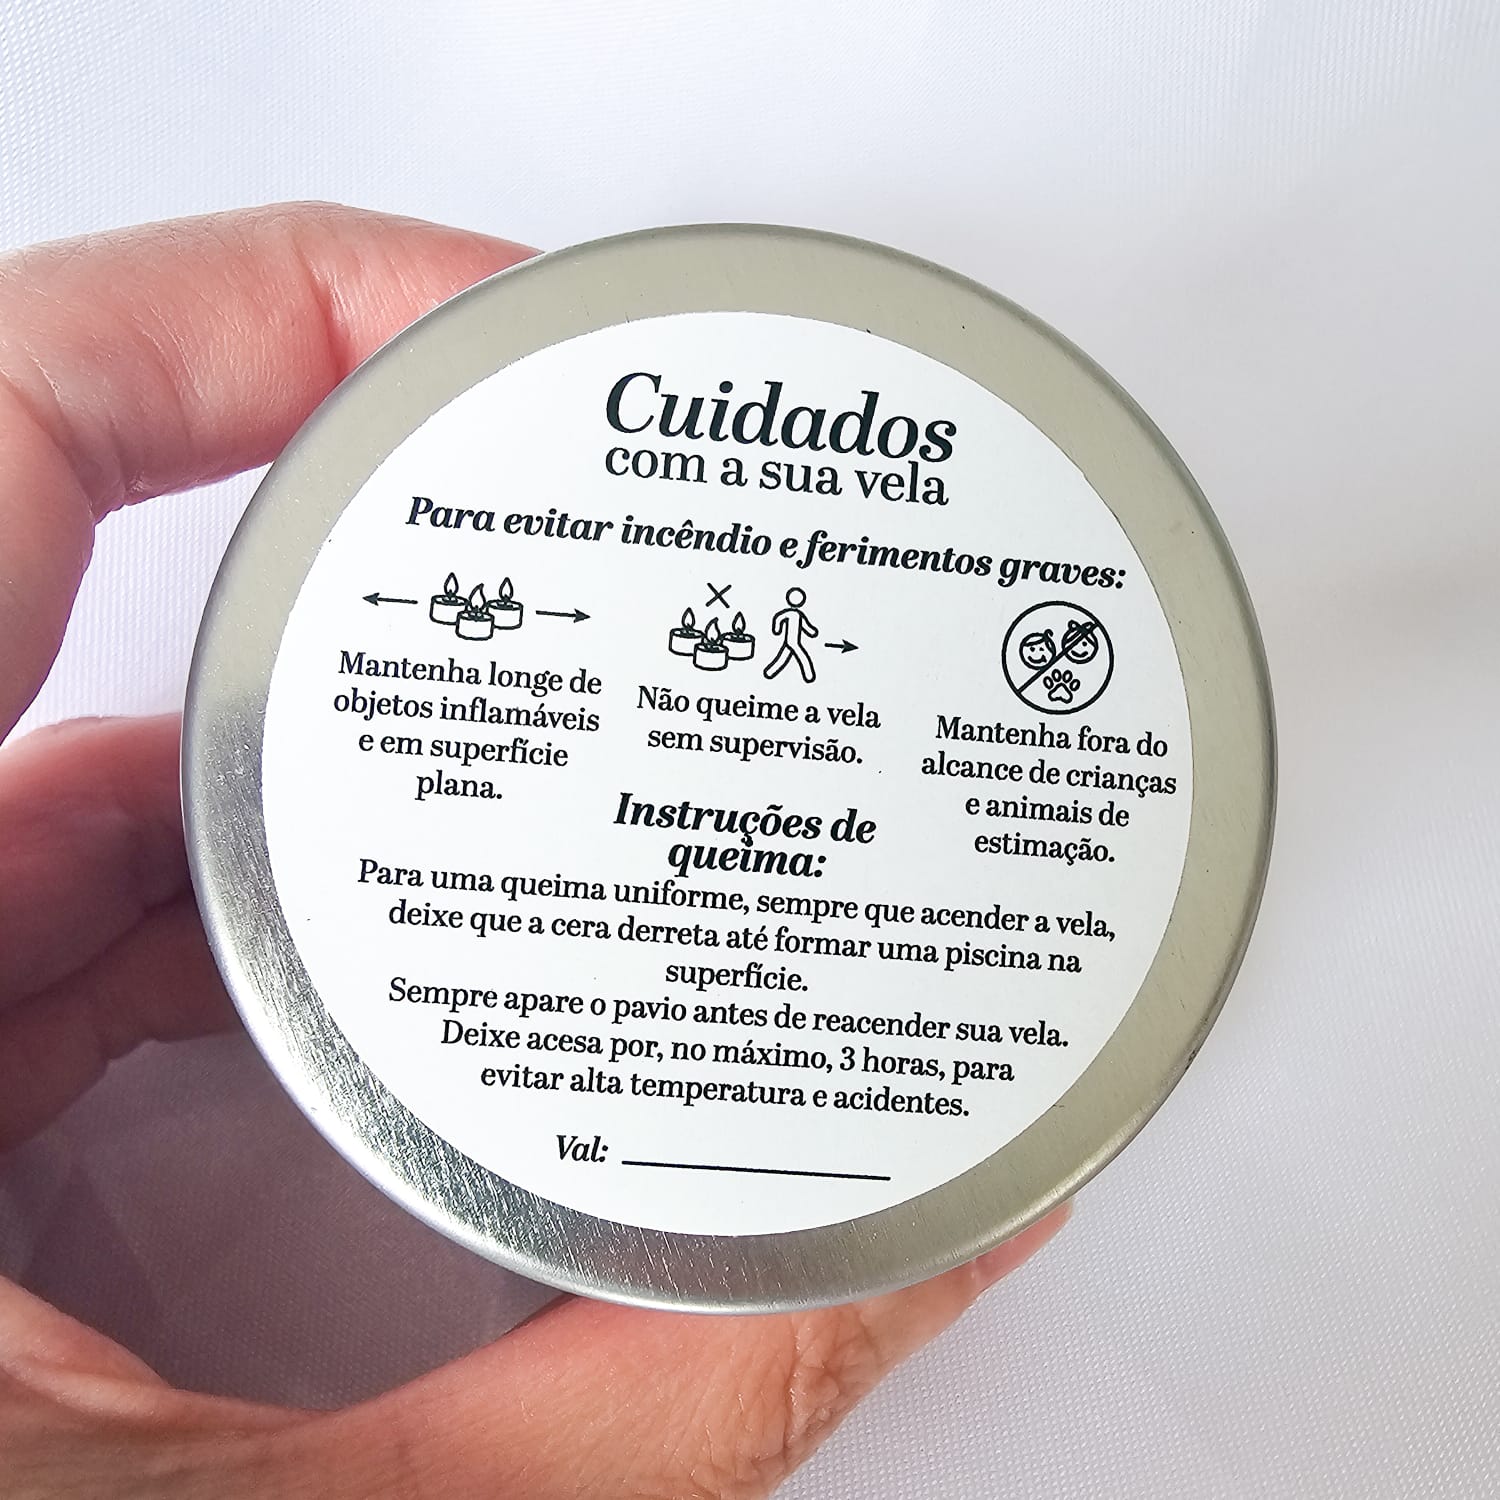 Cuidados
com a sua vela
Para evitar incêndio e ferimentos graves:
Mantenha longe de
objetos inflamáveis
e em superfície
plana.
Não queime a vela
sem supervisão.
Mantenha fora do
alcance de crianças
e animais de
estimação.
Instruções de
queima:
Para uma queima uniforme, sempre que acender a vela,
deixe que a cera derreta até formar uma piscina na
superfície.
Sempre apare o pavio antes de reacender sua vela.
Deixe acesa por, no máximo, 3 horas, para
evitar alta temperatura e acidentes.
Val: